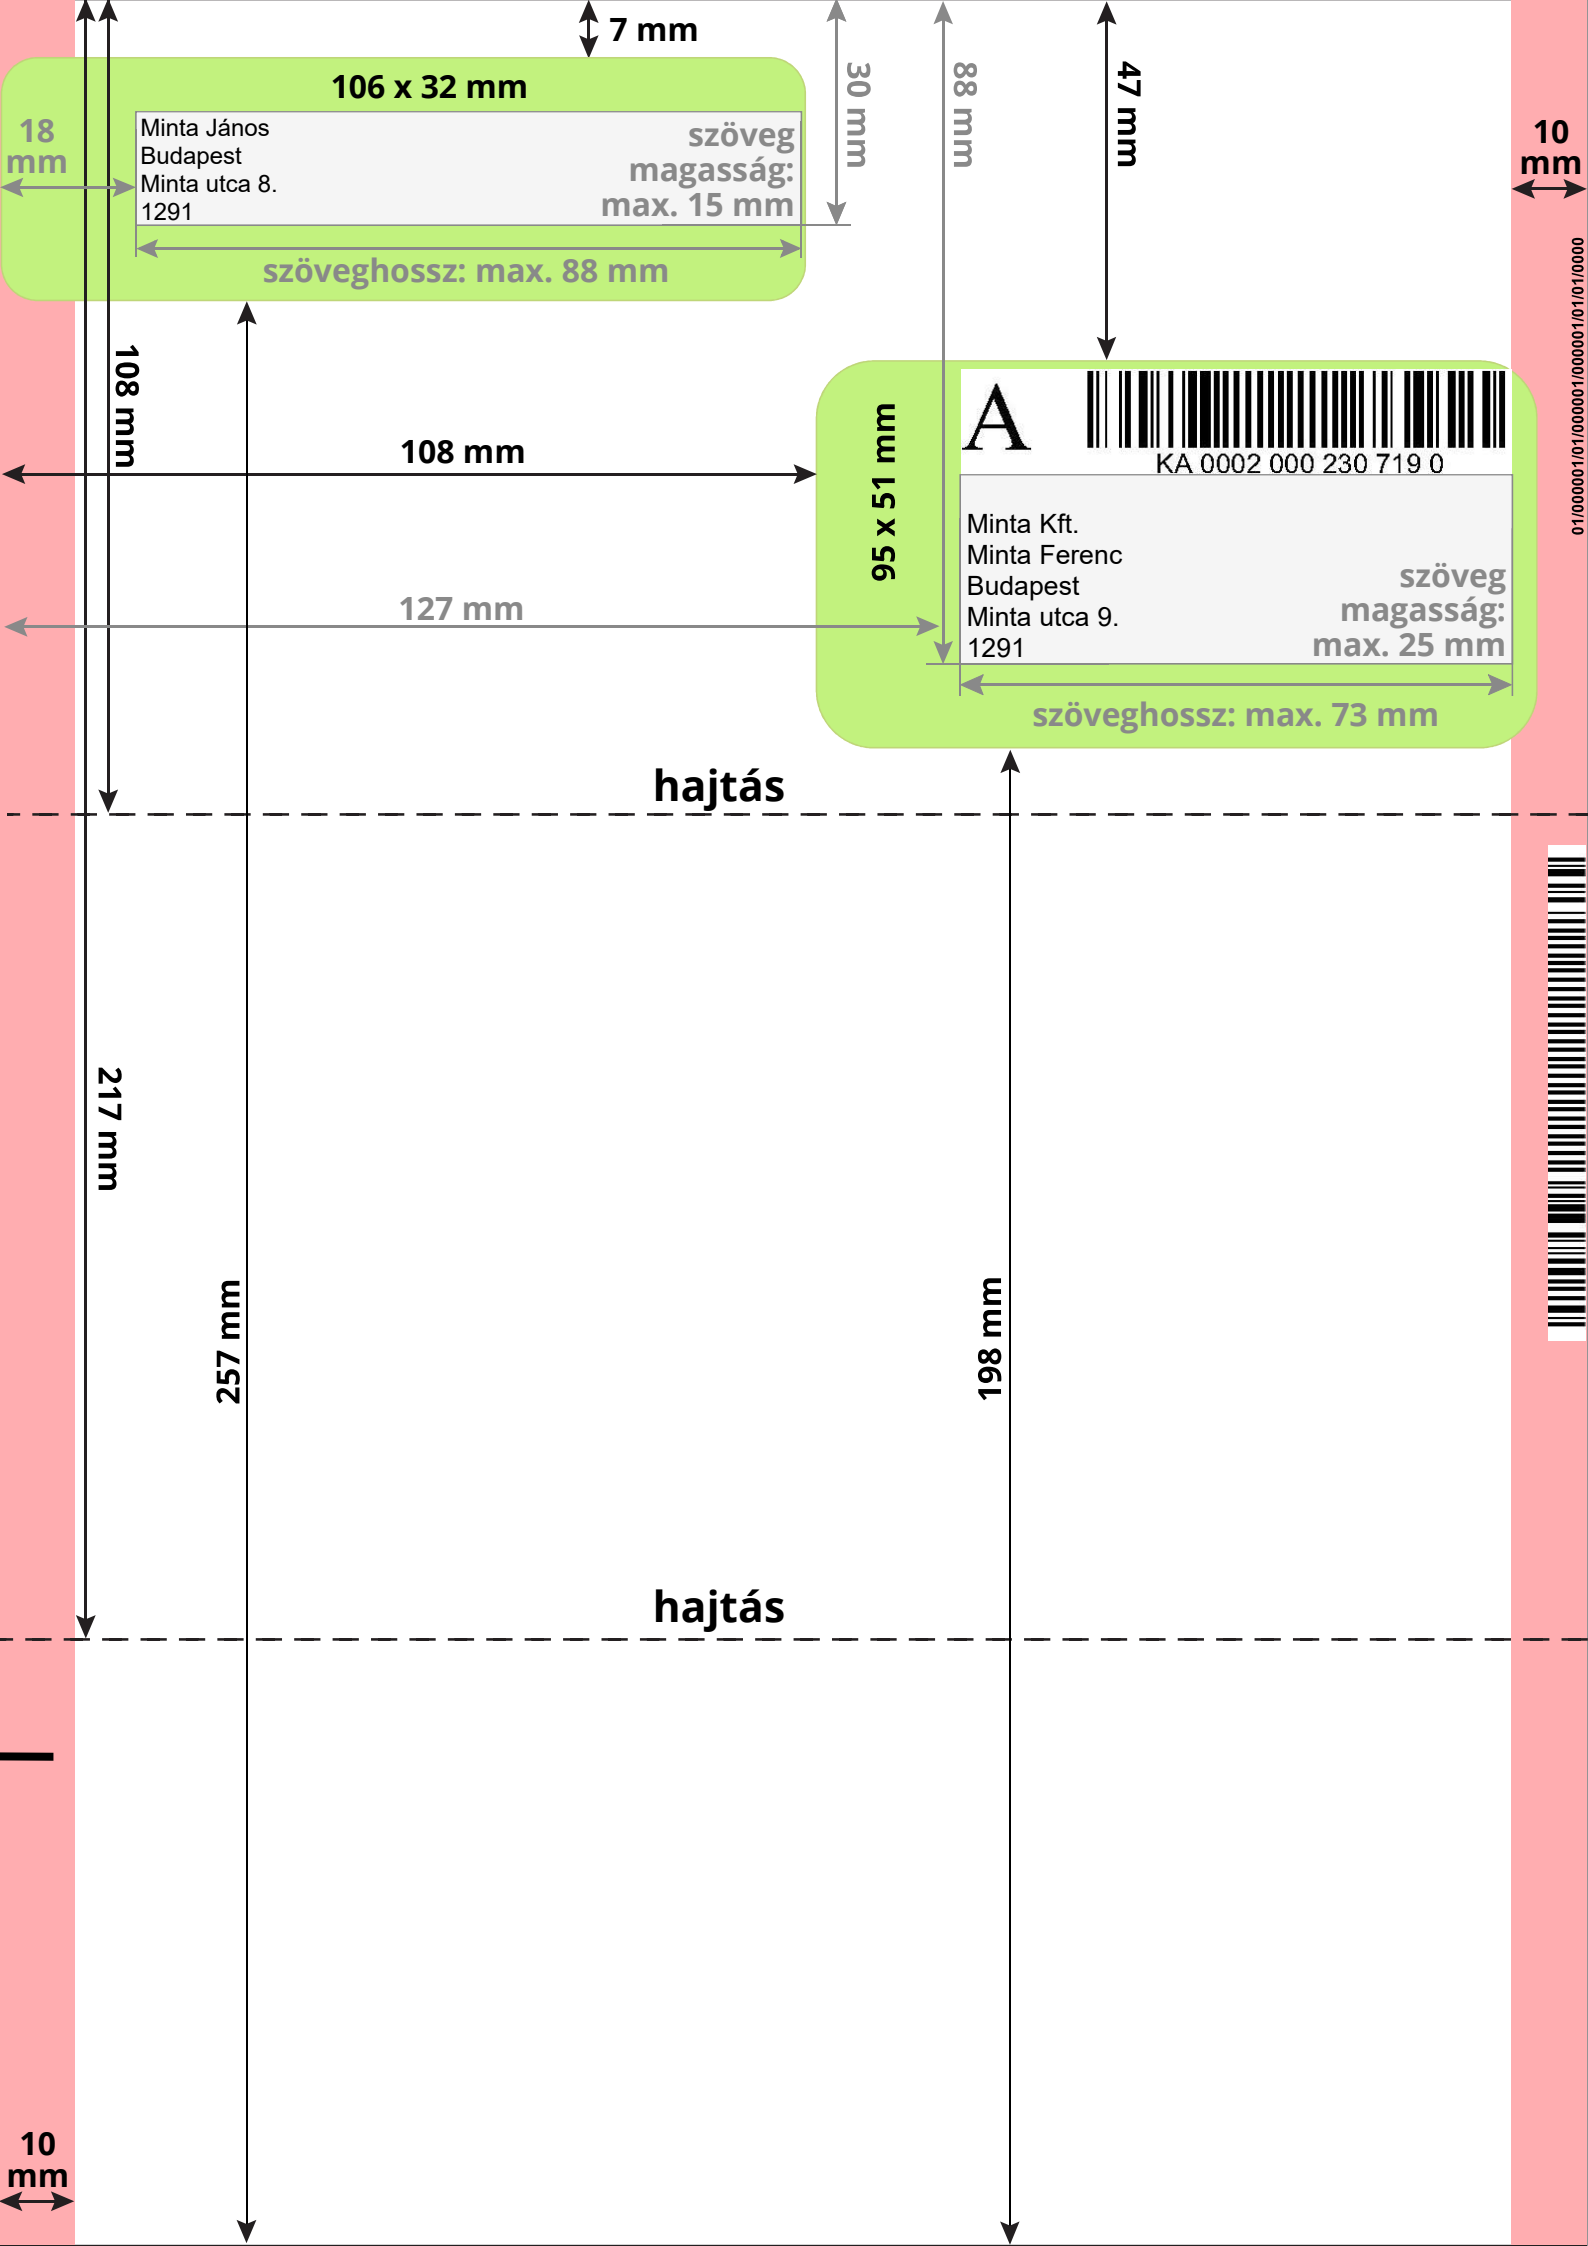 7 mm
106 x 32 mm
18
mm
Minta János
Budapest
Minta utca 8.
1291
szöveg
magasság:
max. 15 mm
szöveghossz: max. 88 mm
30 mm
88 mm
47 mm
10
mm
01/000001/01/000001/000001/01/01/0000
108 mm
108 mm
95 x 51 mm
A
KA 0002 000 230 719 0
Minta Kft.
Minta Ferenc
Budapest
Minta utca 9.
1291
szöveg
magasság:
max. 25 mm
127 mm
szöveghossz: max. 73 mm
hajtás
217 mm
257 mm
198 mm
hajtás
10
mm